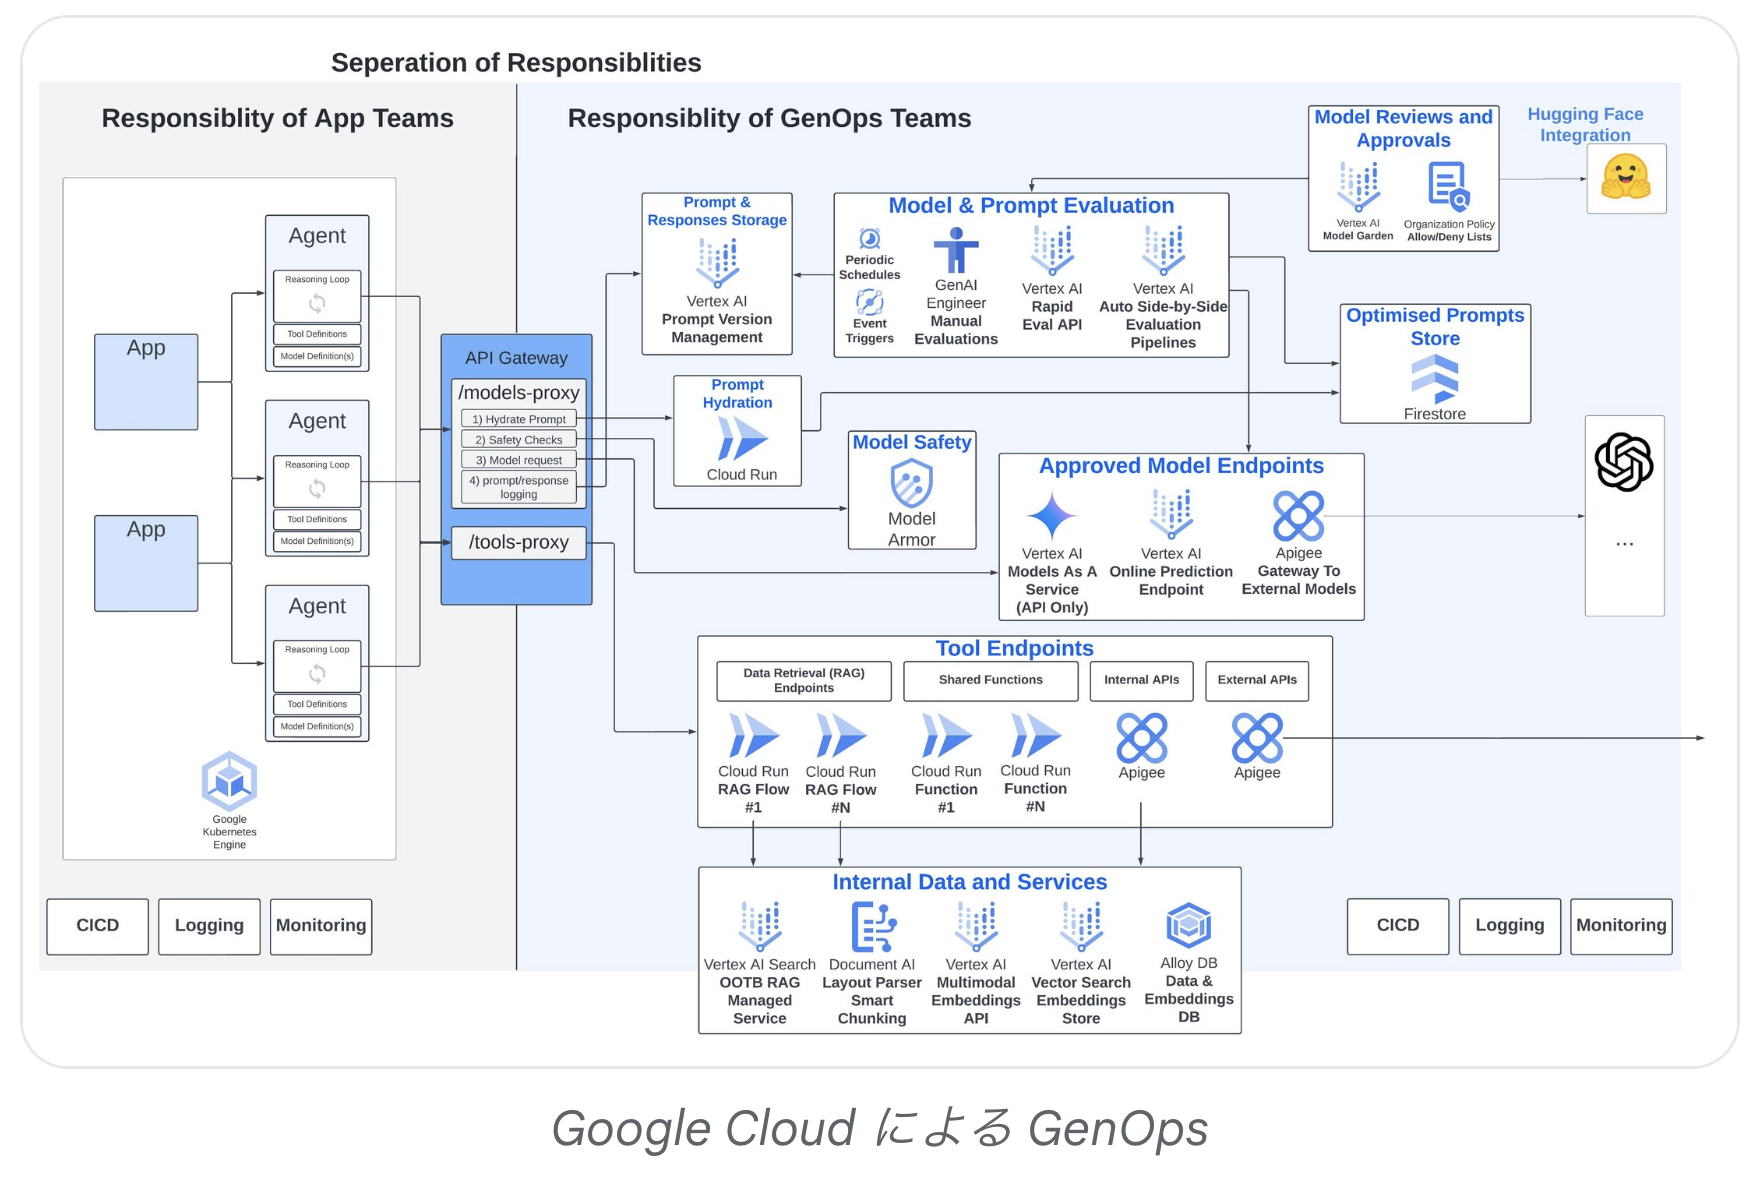 Seperation of Responsiblities
Responsiblity of App Teams
Responsiblity of GenOps Teams
App
App
Agent
Reasoning Loop
Tool Definitions
Model Definition(s)
Agent
Reasoning Loop
Tool Definitions
Model Definition(s)
Agent
Reasoning Loop
Tool Definitions
Model Definition(s)
Google
Kubernetes
Engine
CICD
Logging
Monitoring
API Gateway
/models-proxy
1) Hydrate Prompt
2) Safety Checks
3) Model request
4) prompt/response
logging
/tools-proxy
Prompt &
Responses Storage
Vertex AI
Prompt Version
Management
Model & Prompt Evaluation
Periodic
Schedules
Event
Triggers
GenAI
Engineer
Manual
Evaluations
Vertex AI
Rapid
Eval API
Vertex AI
Auto Side-by-Side
Evaluation
Pipelines
Model Reviews and
Approvals
Vertex AI
Model Garden
Organization Policy
Allow/Deny Lists
Hugging Face
Integration
Optimised Prompts
Store
Firestore
Prompt
Hydration
Cloud Run
Model Safety
Model
Armor
Approved Model Endpoints
Vertex AI
Models As A
Service
(API Only)
Vertex AI
Online Prediction
Endpoint
Apigee
Gateway To
External Models
...
Tool Endpoints
Data Retrieval (RAG)
Endpoints
Shared Functions
Internal APIs
External APIs
Cloud Run
RAG Flow
#1
Cloud Run
RAG Flow
#N
Cloud Run
Function
#1
Cloud Run
Function
#N
Apigee
Apigee
Internal Data and Services
Vertex AI Search
OOTB RAG
Managed
Service
Document AI
Layout Parser
Smart
Chunking
Vertex AI
Multimodal
Embeddings
API
Vertex AI
Vector Search
Embeddings
Store
Alloy DB
Data &
Embeddings
DB
CICD
Logging
Monitoring
Google Cloud による GenOps